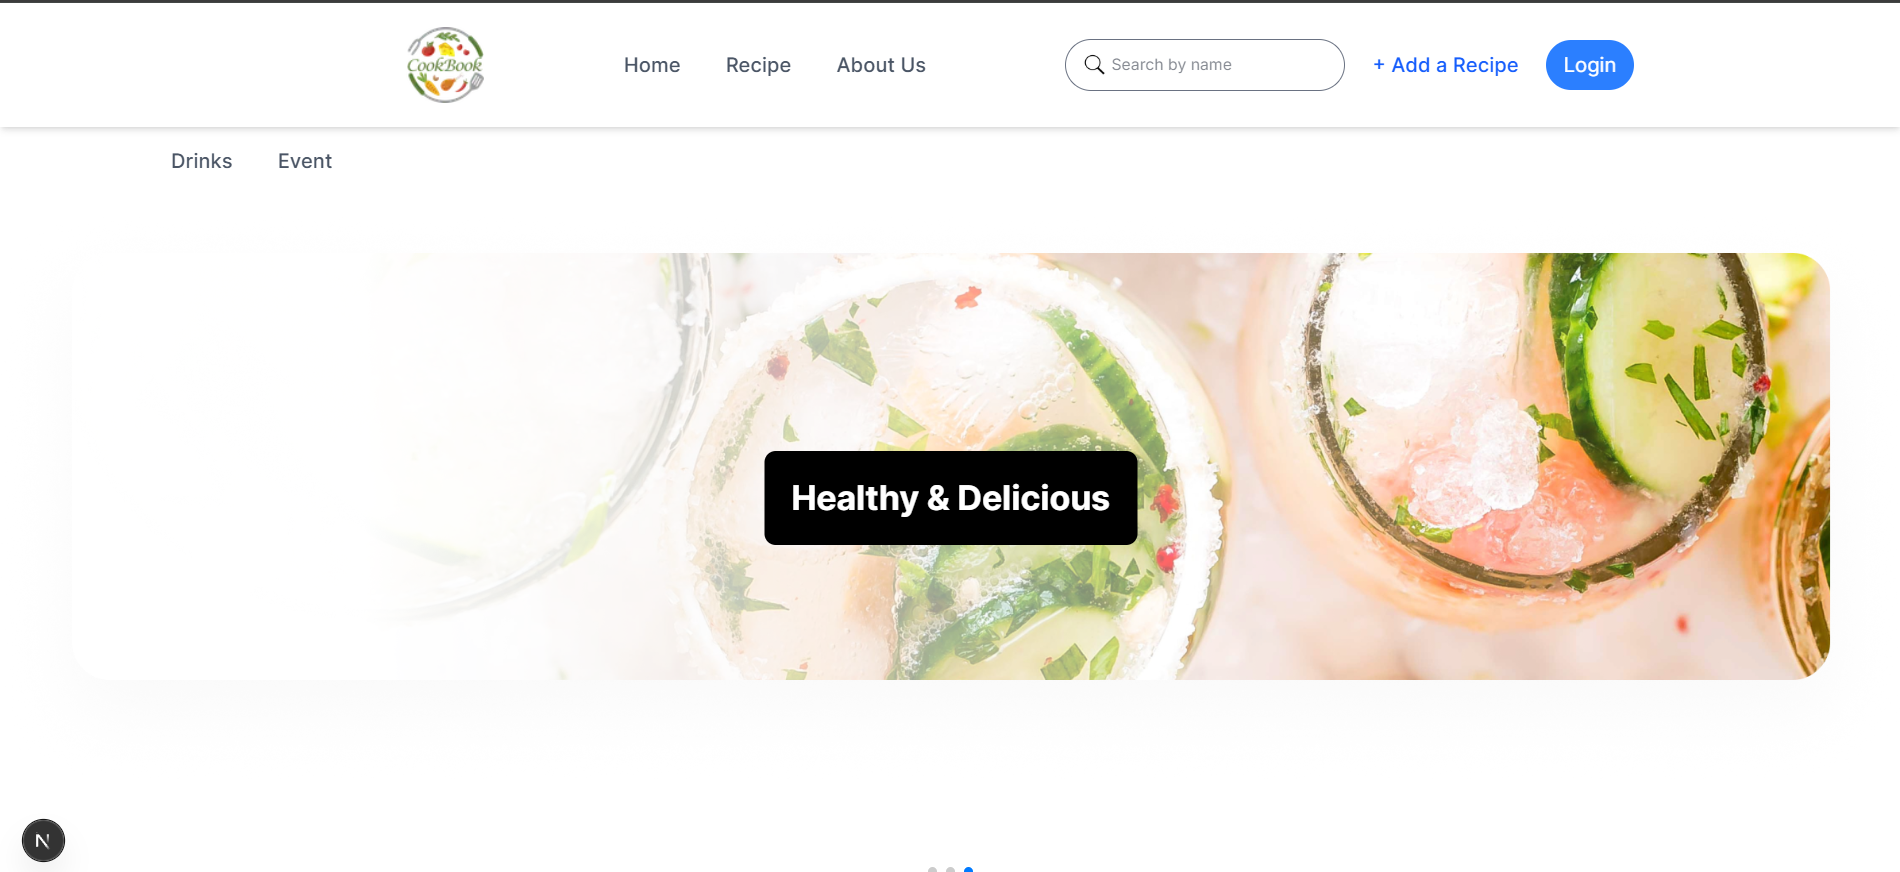 CookBook
Home Recipe About Us
Search by name
+ Add a Recipe
Login
Drinks Event
Healthy & Delicious
N